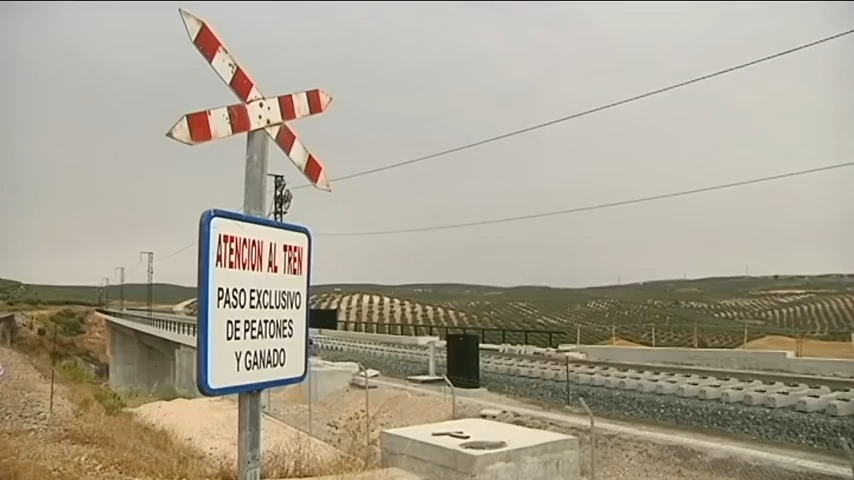 ATENCION AL TREN
PASO EXCLUSIVO
DE PEATONES
Y GANADO